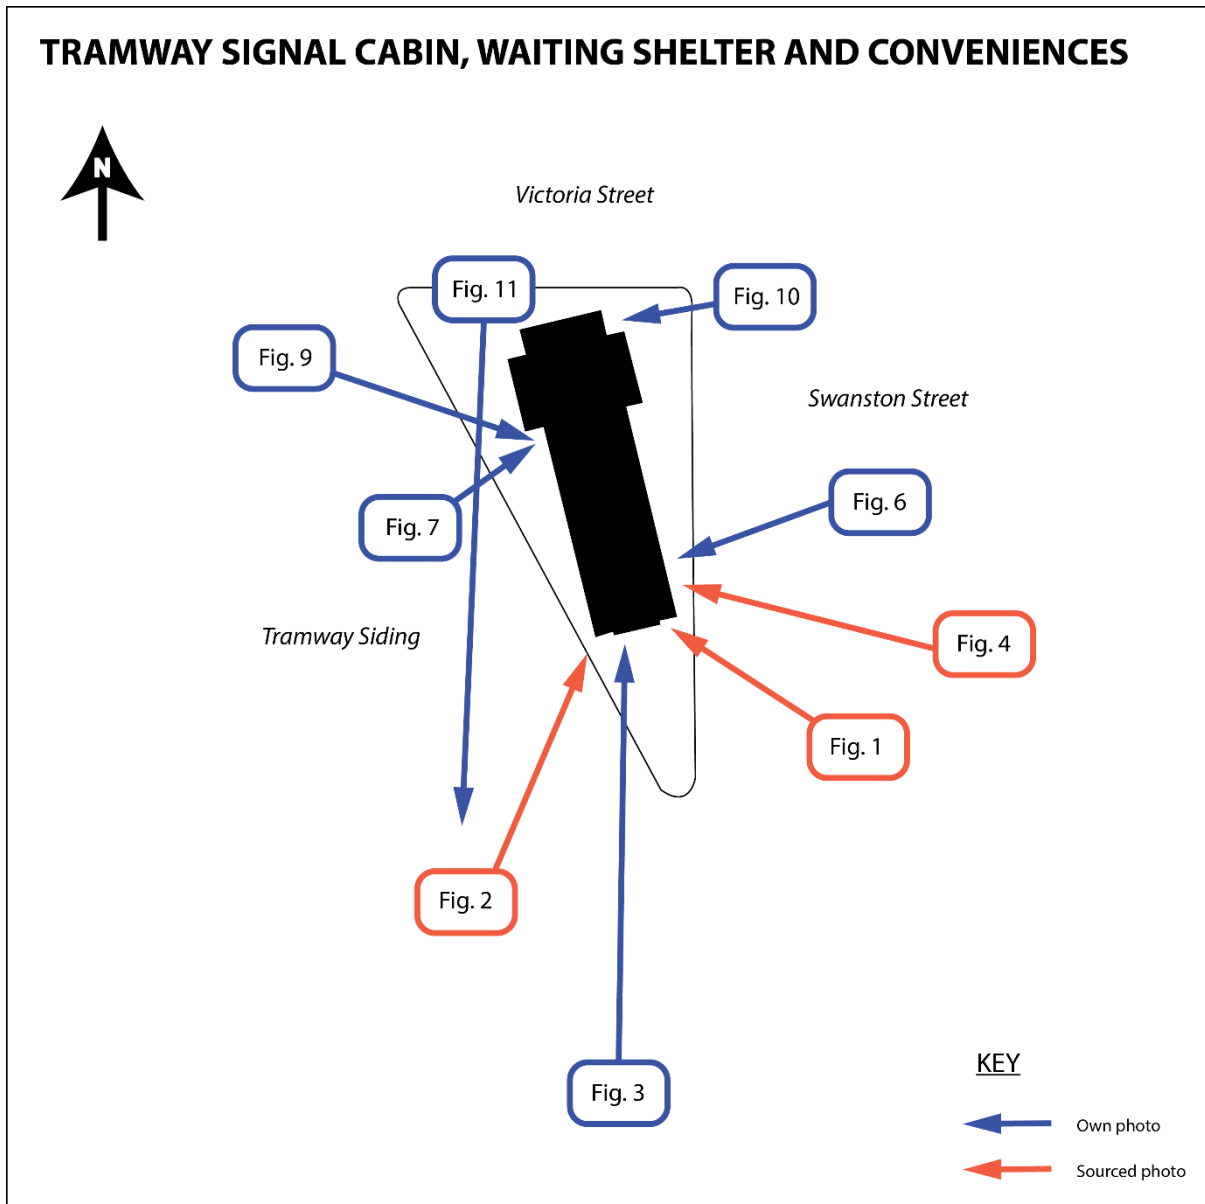 TRAMWAY SIGNAL CABIN, WAITING SHELTER AND CONVENIENCES
N
Victoria Street
Fig. 11
Fig. 10
Fig. 9
Swanston Street
Fig. 6
Fig. 7
Tramway Siding
Fig. 4
Fig. 1
Fig. 2
KEY
Fig. 3
Own photo
Sourced photo